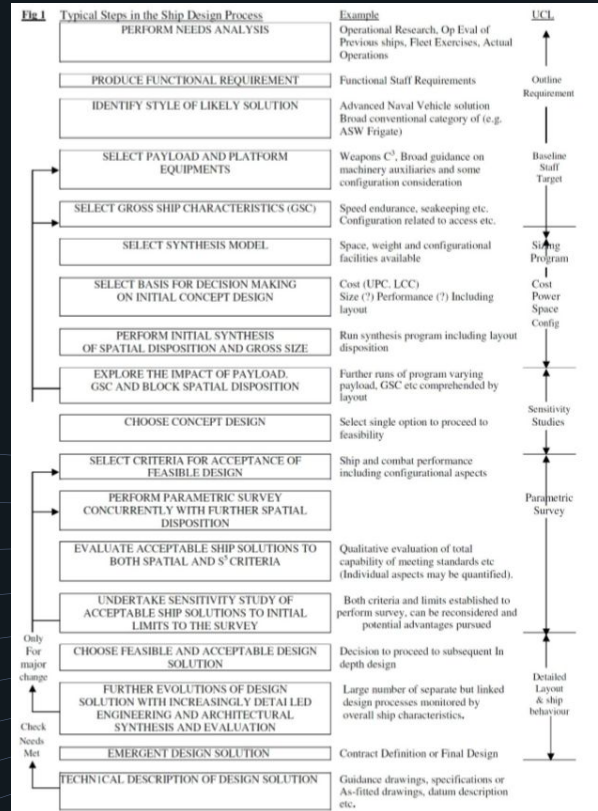 Fig 1 Typical Steps in the Ship Design Process Example UCL
PERFORM NEEDS ANALYSIS
Operational Research, Op Eval of
Previous ships, Fleet Exercises, Actual
Operations
PRODUCE FUNCTIONAL REQUIREMENT
Functional Staff Requirements
Outline
Requirement
IDENTIFY STYLE OF LIKELY SOLUTION
Advanced Naval Vehicle solution
Broad conventional category of (e.g.
ASW Frigate)
SELECT PAYLOAD AND PLATFORM
EQUIPMENTS
Weapons C³, Broad guidance on
machinery auxiliaries and some
configuration consideration
Baseline
Staff
Target
SELECT GROSS SHIP CHARACTERISTICS (GSC)
Speed endurance, seakeeping etc.
Configuration related to access etc.
SELECT SYNTHESIS MODEL
Space, weight and configurational
facilities available
Sizing
Program
SELECT BASIS FOR DECISION MAKING
ON INITIAL CONCEPT DESIGN
Cost (UPC. LCC)
Size (?) Performance (?) Including
layout
Cost
Power
Space
Config
PERFORM INITIAL SYNTHESIS
OF SPATIAL DISPOSITION AND GROSS SIZE
Run synthesis program including layout
disposition
EXPLORE THE IMPACT OF PAYLOAD.
GSC AND BLOCK SPATIAL DISPOSITION
Further runs of program varying
payload, GSC etc comprehended by
layout
Sensitivity
Studies
CHOOSE CONCEPT DESIGN
Select single option to proceed to
feasibility
SELECT CRITERIA FOR ACCEPTANCE OF
FEASIBLE DESIGN
Ship and combat performance
including configurational aspects
PERFORM PARAMETRIC SURVEY
CONCURRENTLY WITH FURTHER SPATIAL
DISPOSITION
Parametric
Survey
EVALUATE ACCEPTABLE SHIP SOLUTIONS TO
BOTH SPATIAL AND S⁵ CRITERIA
Qualitative evaluation of total
capability of meeting standards etc
(Individual aspects may be quantified).
UNDERTAKE SENSITIVITY STUDY OF
ACCEPTABLE SHIP SOLUTIONS TO INITIAL
LIMITS TO THE SURVEY
Both criteria and limits established to
perform survey, can be reconsidered and
potential advantages pursued
Only
For
major
change
CHOOSE FEASIBLE AND ACCEPTABLE DESIGN
SOLUTION
Decision to proceed to subsequent In
depth design
Detailed
Layout
& ship
behaviour
FURTHER EVOLUTIONS OF DESIGN
SOLUTION WITH INCREASINGLY DETAI LED
ENGINEERING AND ARCHITECTURAL
SYNTHESIS AND EVALUATION
Large number of separate but linked
design processes monitored by
overall ship characteristics.
Check
Needs
Met
EMERGENT DESIGN SOLUTION
Contract Definition or Final Design
TECHNICAL DESCRIPTION OF DESIGN SOLUTION
Guidance drawings, specifications or
As-fitted drawings, datum description
etc.